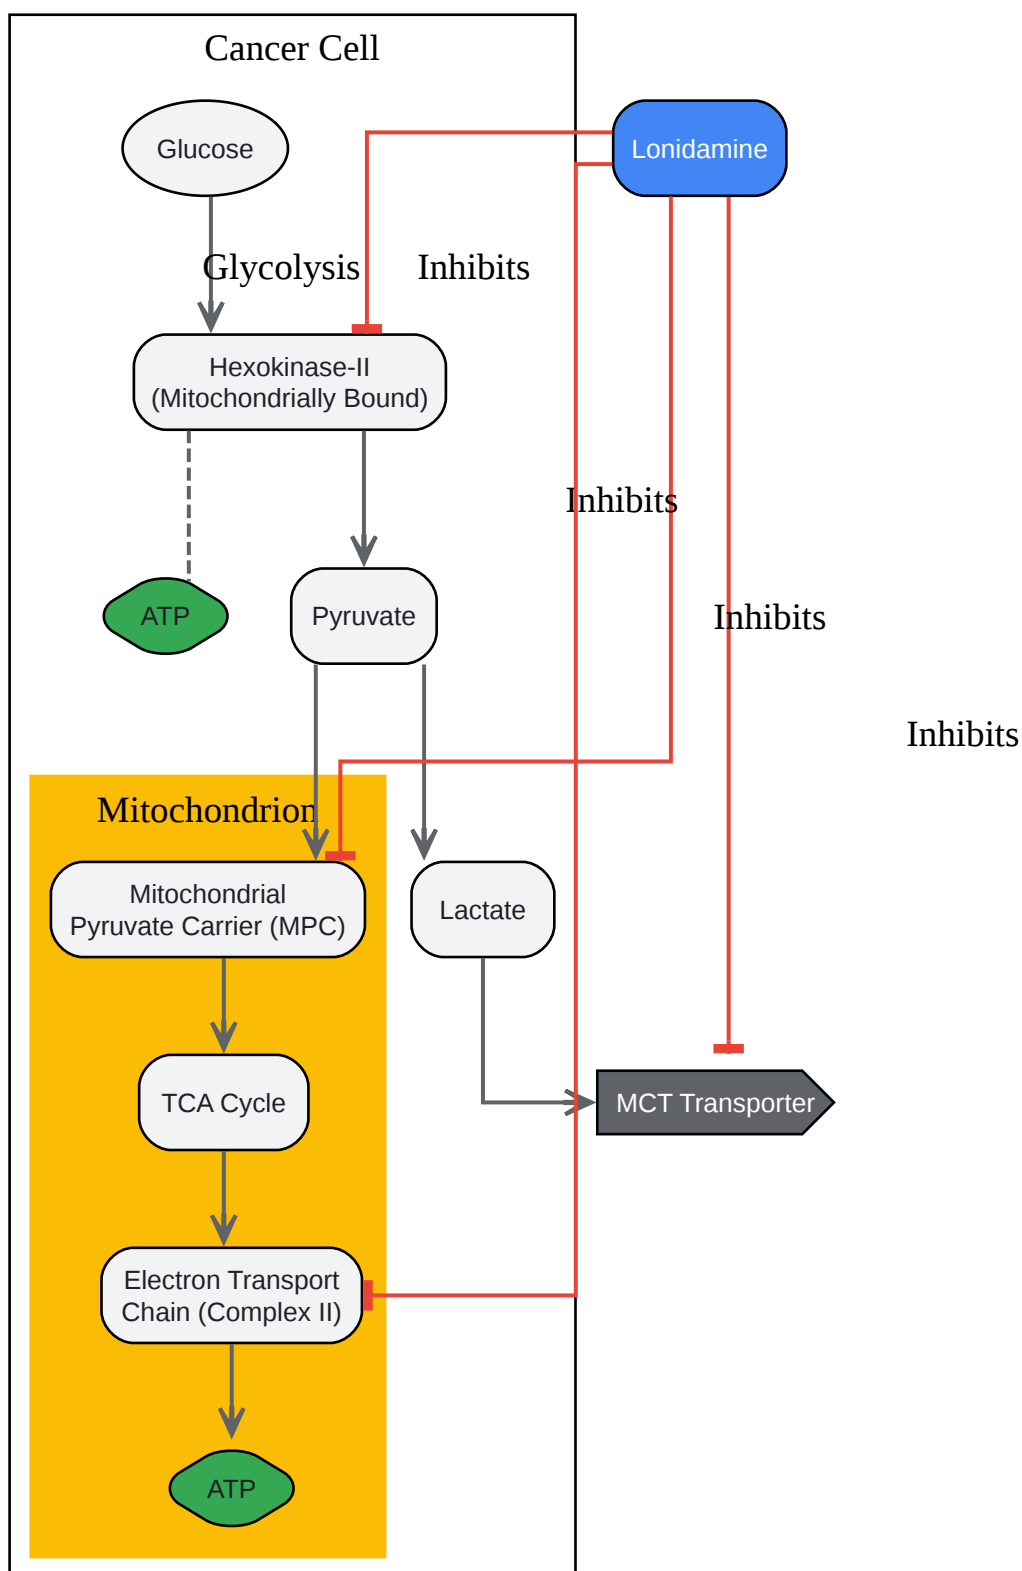 Cancer Cell
Glucose
Lonidamine
Glycolysis
Inhibits
Hexokinase-II
(Mitochondrially Bound)
Inhibits
ATP
Pyruvate
Inhibits
Inhibits
Mitochondrion
Mitochondrial
Pyruvate Carrier (MPC)
Lactate
TCA Cycle
MCT Transporter
Electron Transport
Chain (Complex II)
ATP